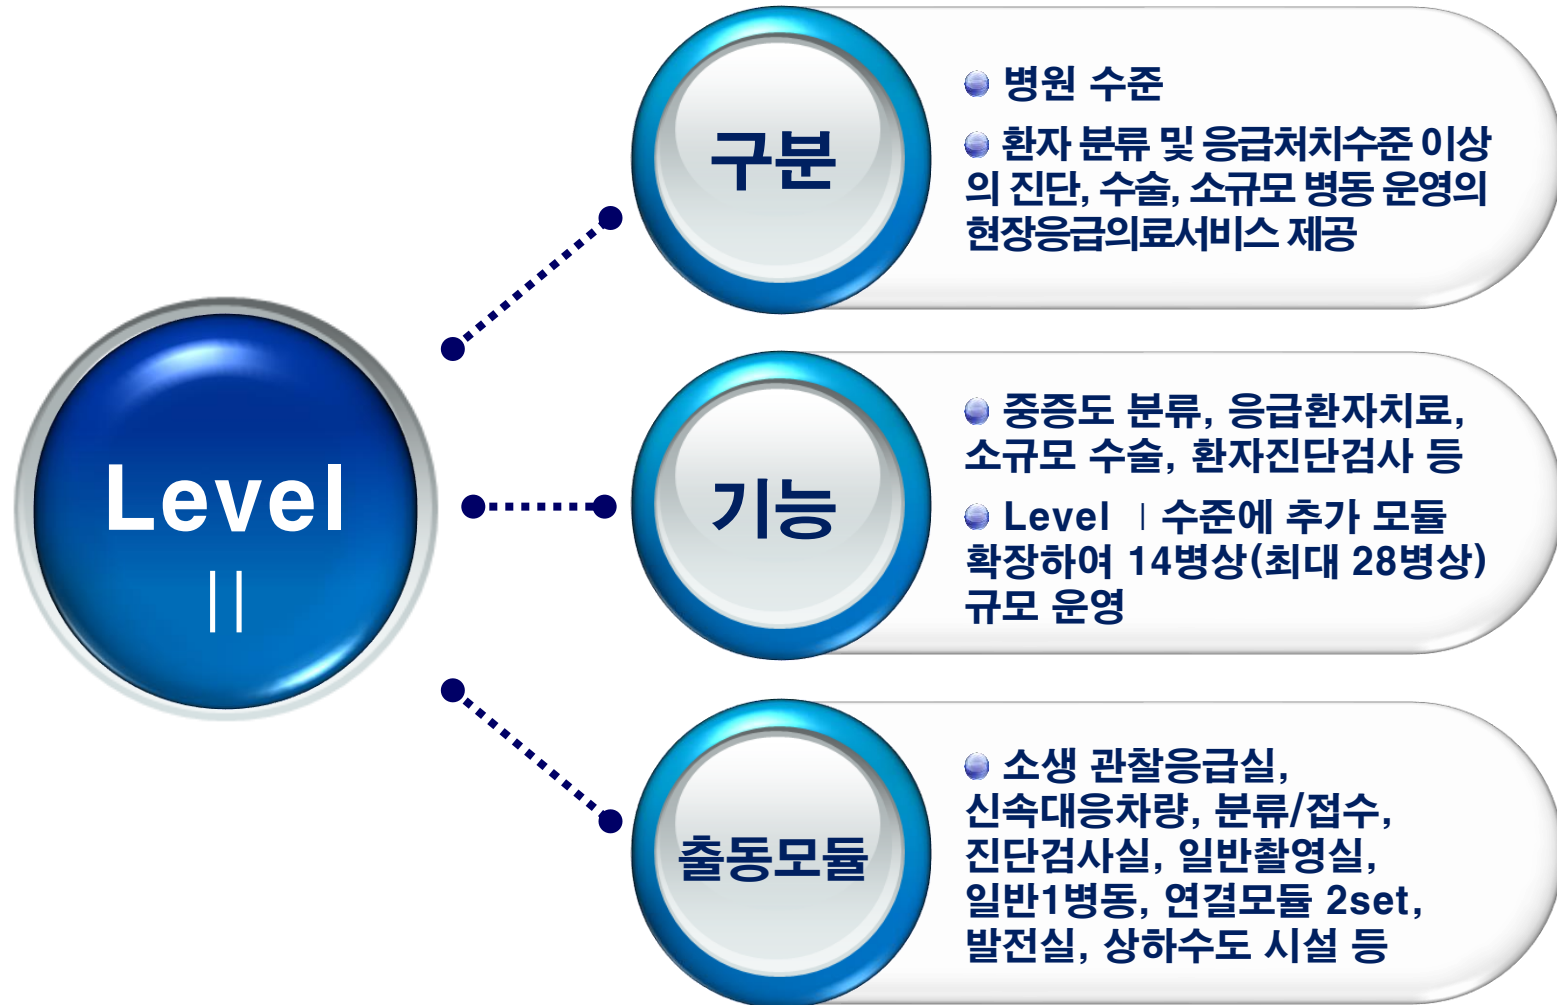 Level
||
구분
병원 수준
환자 분류 및 응급처치수준 이상
의 진단, 수술, 소규모 병동 운영의
현장응급의료서비스 제공
기능
중증도 분류, 응급환자치료,
소규모 수술, 환자진단검사 등
Level ㅣ수준에 추가 모듈
확장하여 14병상(최대 28병상)
규모 운영
출동모듈
소생 관찰응급실,
신속대응차량, 분류/접수,
진단검사실, 일반촬영실,
일반1병동, 연결모듈 2set,
발전실, 상하수도 시설 등